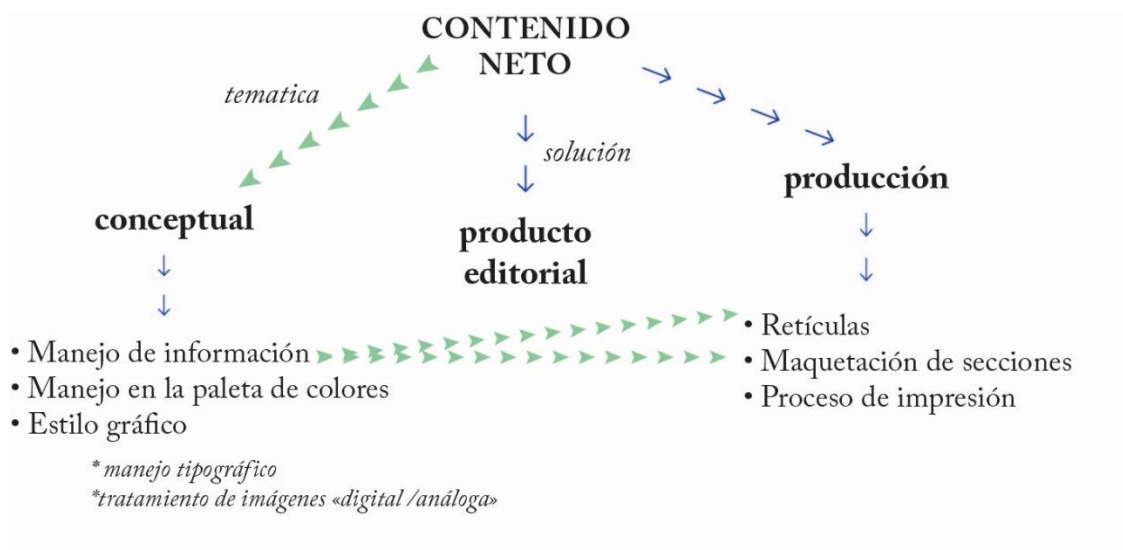 CONTENIDO
NETO
tematica
solución
producción
conceptual
producto
editorial
• Manejo de información
• Manejo en la paleta de colores
• Estilo gráfico
* manejo tipográfico
*tratamiento de imágenes «digital /análoga»
• Retículas
• Maquetación de secciones
• Proceso de impresión